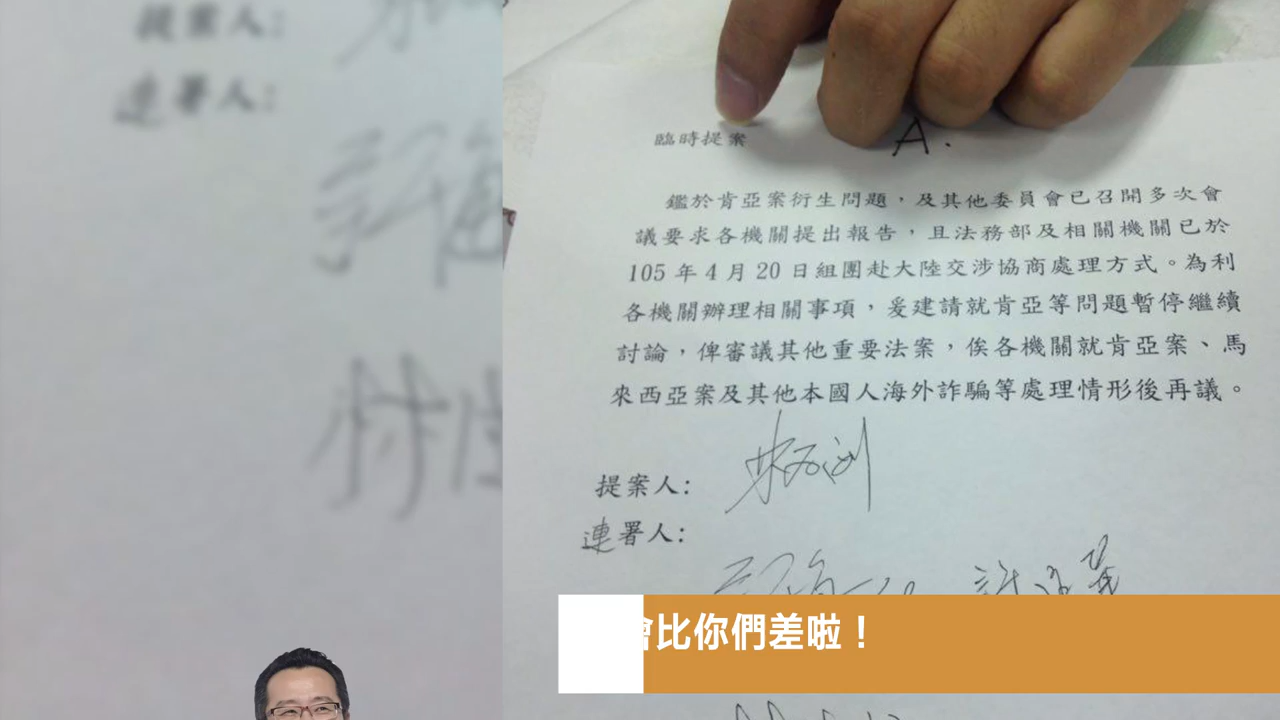 提案人:
連署人:
臨時提案
A.
鑑於肯亞案衍生問題，及其他委員會已召開多次會
議要求各機關提出報告，且法務部及相關機關已於
105 年 4 月 20 日組團赴大陸交涉協商處理方式。為利
各機關辦理相關事項，爰建請就肯亞等問題暫停繼續
討論，俾審議其他重要法案，俟各機關就肯亞案、馬
來西亞案及其他本國人海外詐騙等處理情形後再議。
提案人:
連署人:
會比你們差啦！